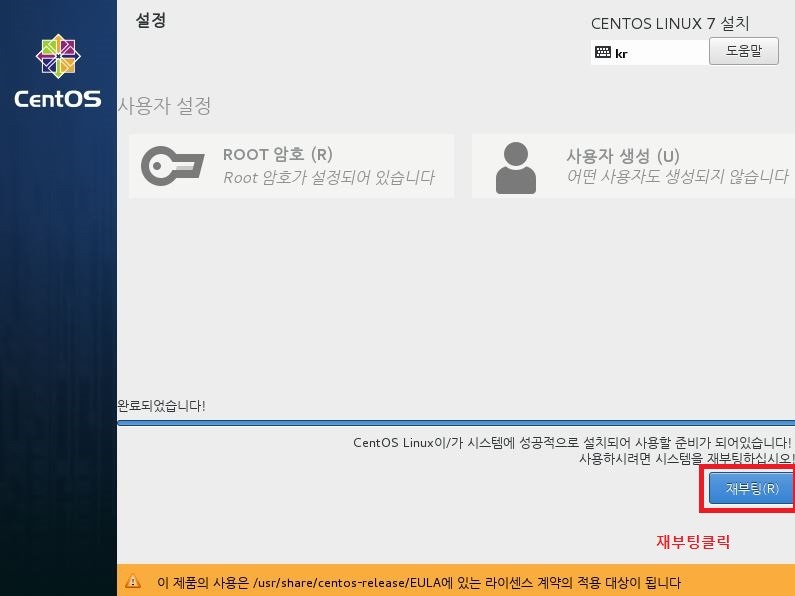 설정
CENTOS LINUX 7 설치
kr
도움말
CentOS
사용자 설정
ROOT 암호 (R)
Root 암호가 설정되어 있습니다
사용자 생성 (U)
어떤 사용자도 생성되지 않습니다
완료되었습니다!
CentOS Linux이/가 시스템에 성공적으로 설치되어 사용할 준비가 되어있습니다!
사용하시려면 시스템을 재부팅하십시오!
재부팅(R)
재부팅클릭
이 제품의 사용은 /usr/share/centos-release/EULA에 있는 라이센스 계약의 적용 대상이 됩니다